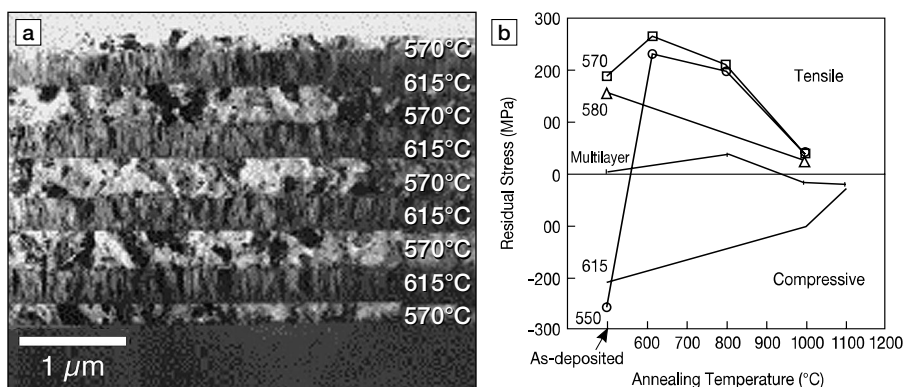 a
570°C
615°C
570°C
615°C
570°C
615°C
570°C
615°C
570°C
1 µm
b
300
200
00
0
00
-200
-300
Residual Stress (MPa)
570
580
Multilayer
615
550
Tensile
Compressive
As-deposited
600 700 800 900 1000 1100 1200
Annealing Temperature (°C)